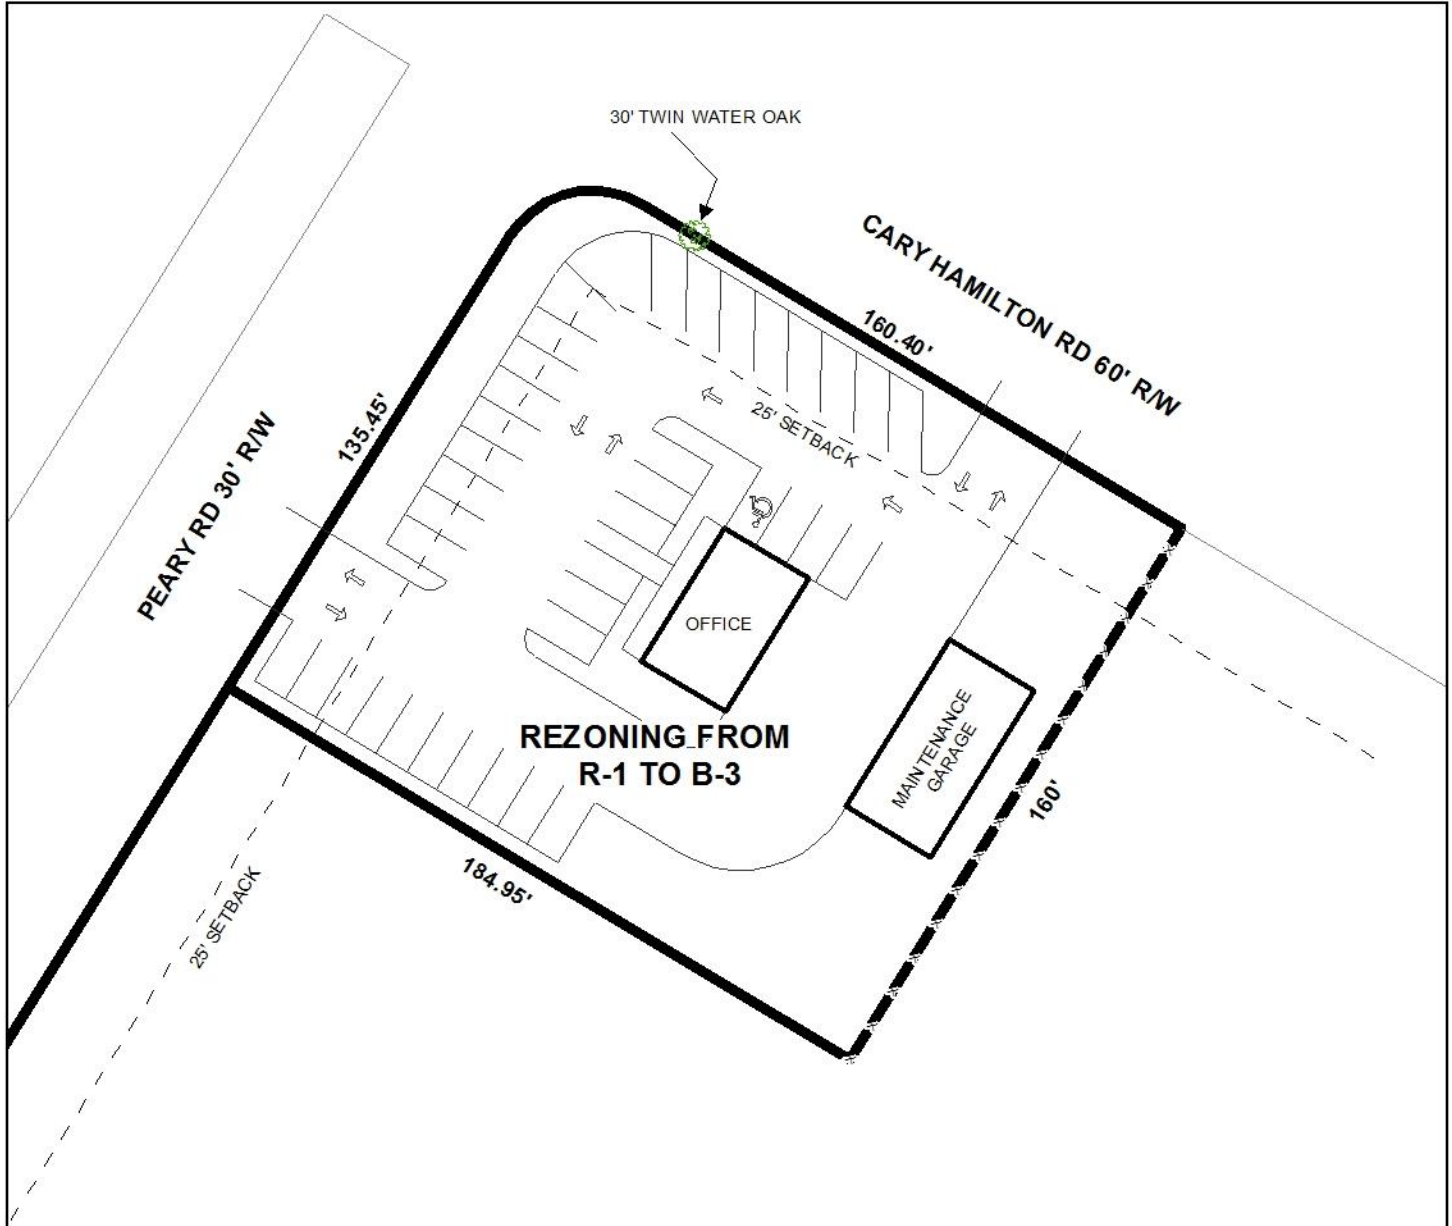 30' TWIN WATER OAK
CARY HAMILTON RD 60' R/W
160.40'
135.45'
25' SETBACK
PEARY RD 30' R/W
OFFICE
REZONING FROM
R-1 TO B-3
MAINTENANCE
GARAGE
160'
184.95'
25' SETBACK